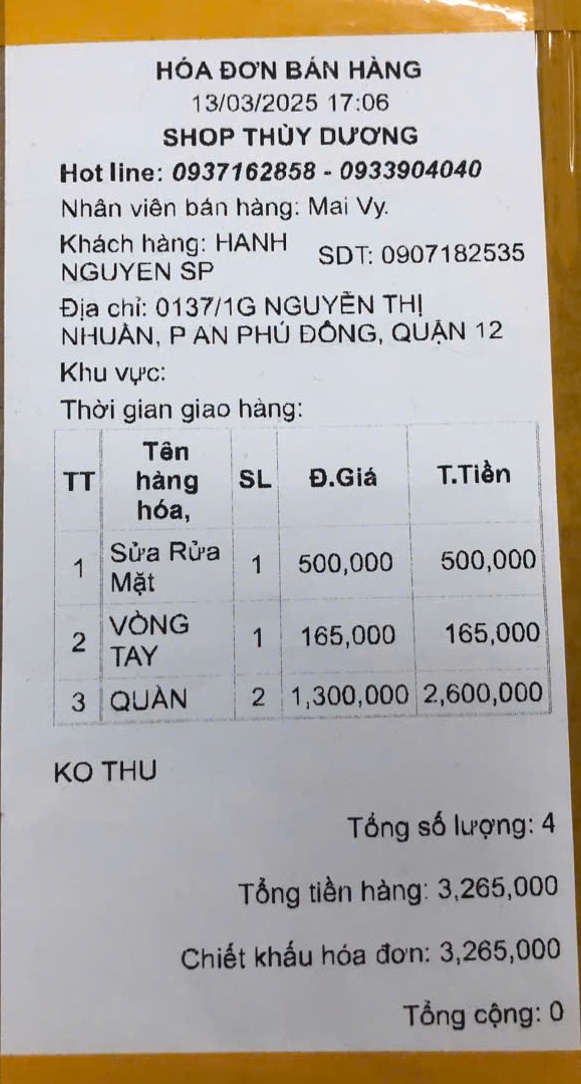 HÓA ĐƠN BÁN HÀNG
13/03/2025 17:06
SHOP THÙY DƯƠNG
Hot line: 0937162858 - 0933904040
Nhân viên bán hàng: Mai Vy.
Khách hàng: HANH NGUYEN SP SDT: 0907182535
Địa chỉ: 0137/1G NGUYỄN THỊ
NHUẦN, P AN PHÚ ĐÔNG, QUẬN 12
Khu vực:
Thời gian giao hàng:
TT Tên hàng hóa, SL Đ.Giá T.Tiền
1 Sửa Rửa Mặt 1 500,000 500,000
2 VÒNG TAY 1 165,000 165,000
3 QUẦN 2 1,300,000 2,600,000
KO THU
Tổng số lượng: 4
Tổng tiền hàng: 3,265,000
Chiết khấu hóa đơn: 3,265,000
Tổng cộng: 0